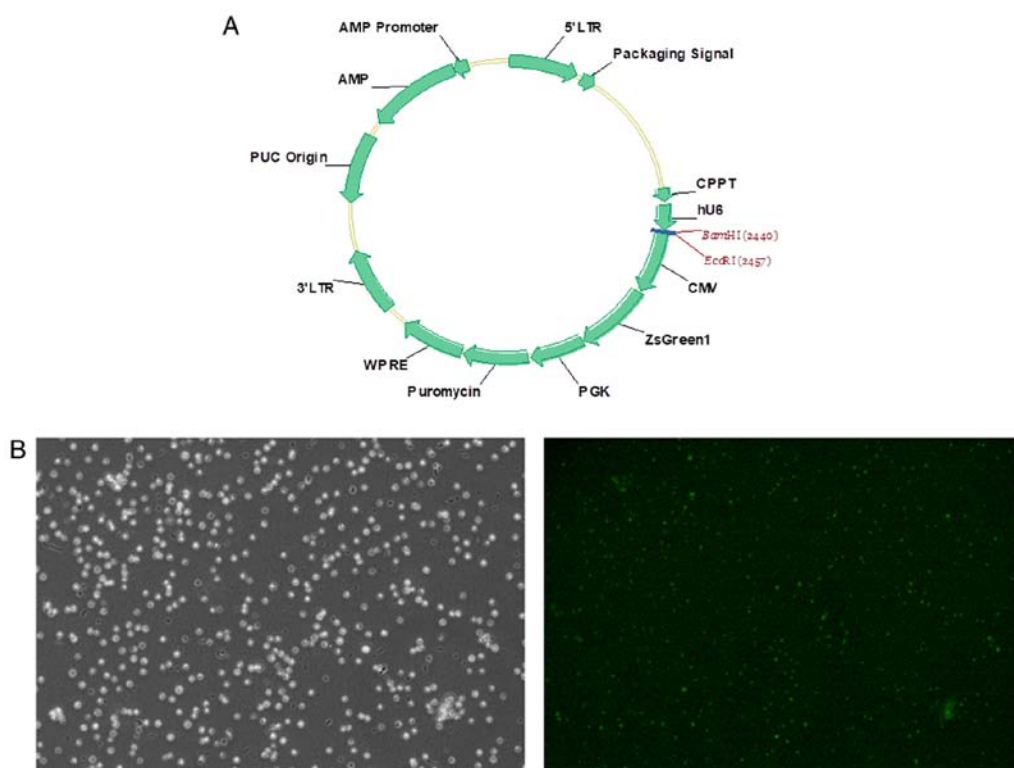 A
AMP Promoter
5'LTR
Packaging Signal
AMP
PUC Origin
CPPT
hU6
BamHI(2440)
EcoRI(2457)
3'LTR
CMV
ZsGreen1
WPRE
Puromycin
PGK
B